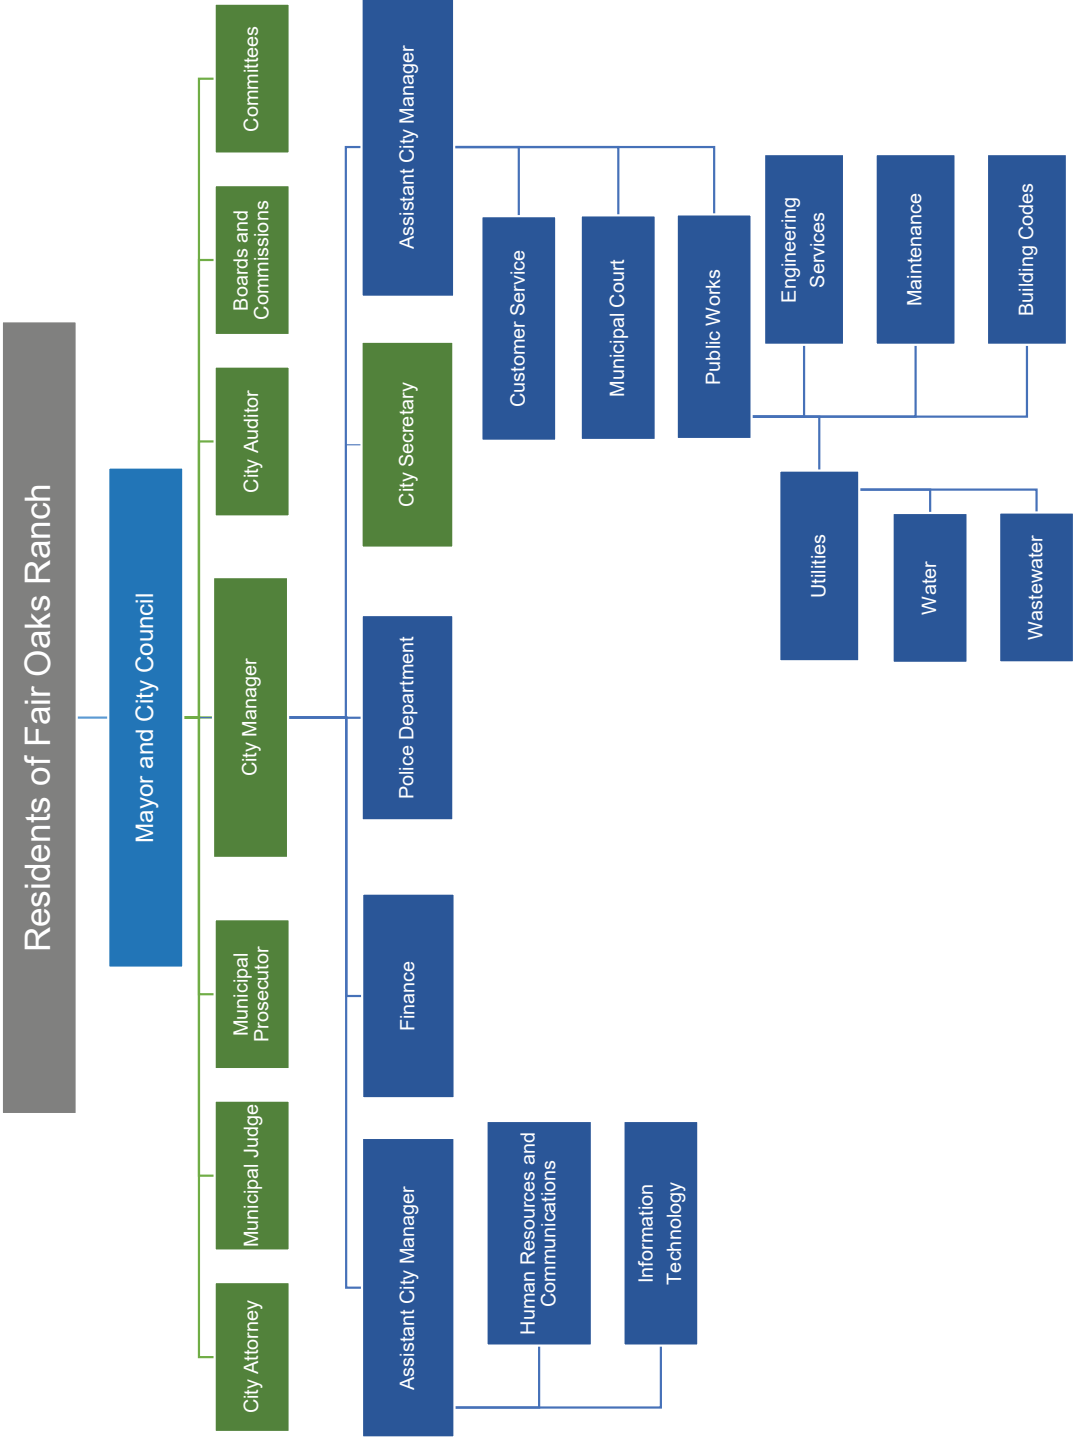 Residents of Fair Oaks Ranch
Mayor and City Council
City Attorney
Municipal Judge
Municipal
Prosecutor
City Manager
City Auditor
Boards and
Commissions
Committees
Assistant City Manager
Finance
Police Department
City Secretary
Assistant City Manager
Human Resources and
Communications
Information
Technology
Customer Service
Municipal Court
Public Works
Utilities
Water
Wastewater
Engineering
Services
Maintenance
Building Codes